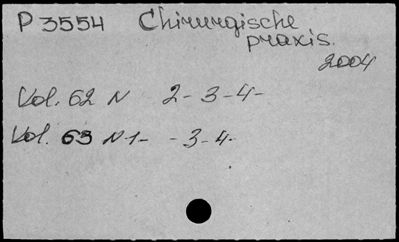 P 3554 Chirurgische
praxis.
2004
Vol. 62 N 2-3-4-
Vol. 63 N-1- -3-4-